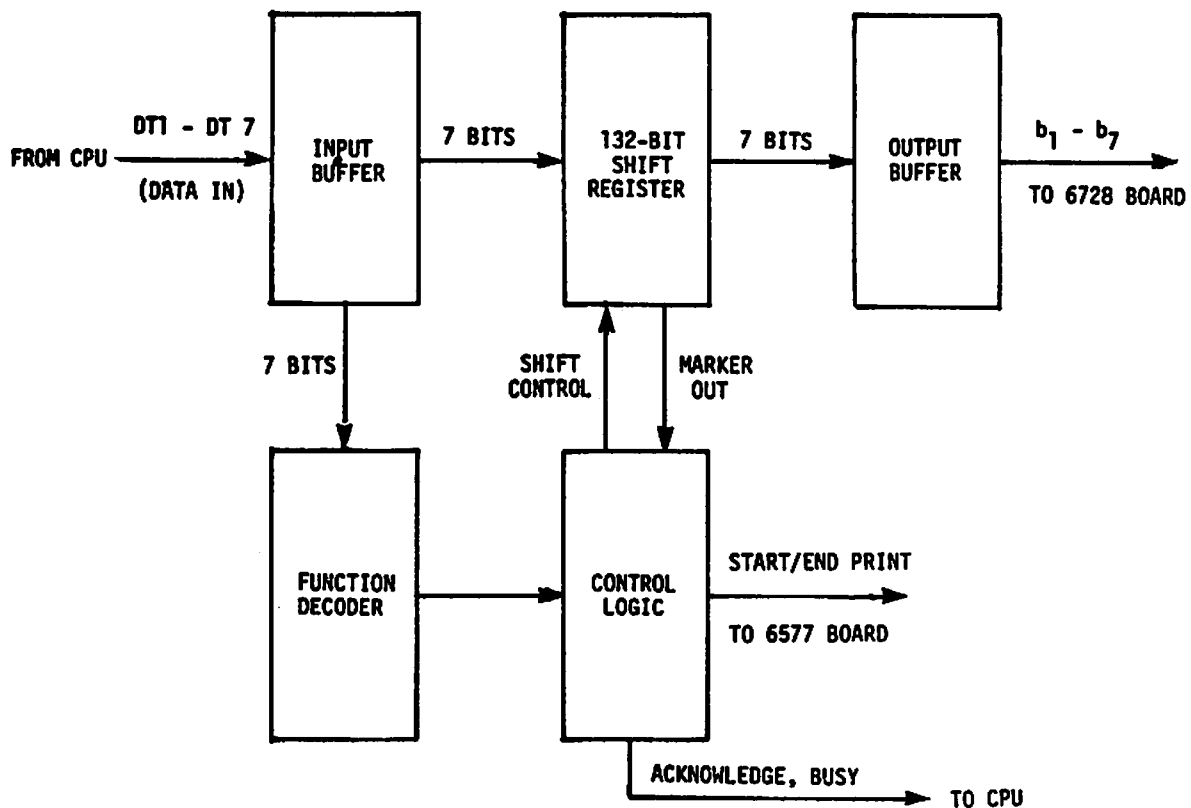 DT1 - DT 7
FROM CPU
(DATA IN)
INPUT
BUFFER
7 BITS
132-BIT
SHIFT
REGISTER
7 BITS
OUTPUT
BUFFER
b1 - b7
TO 6728 BOARD
7 BITS
SHIFT
CONTROL
MARKER
OUT
FUNCTION
DECODER
CONTROL
LOGIC
START/END PRINT
TO 6577 BOARD
ACKNOWLEDGE, BUSY
TO CPU